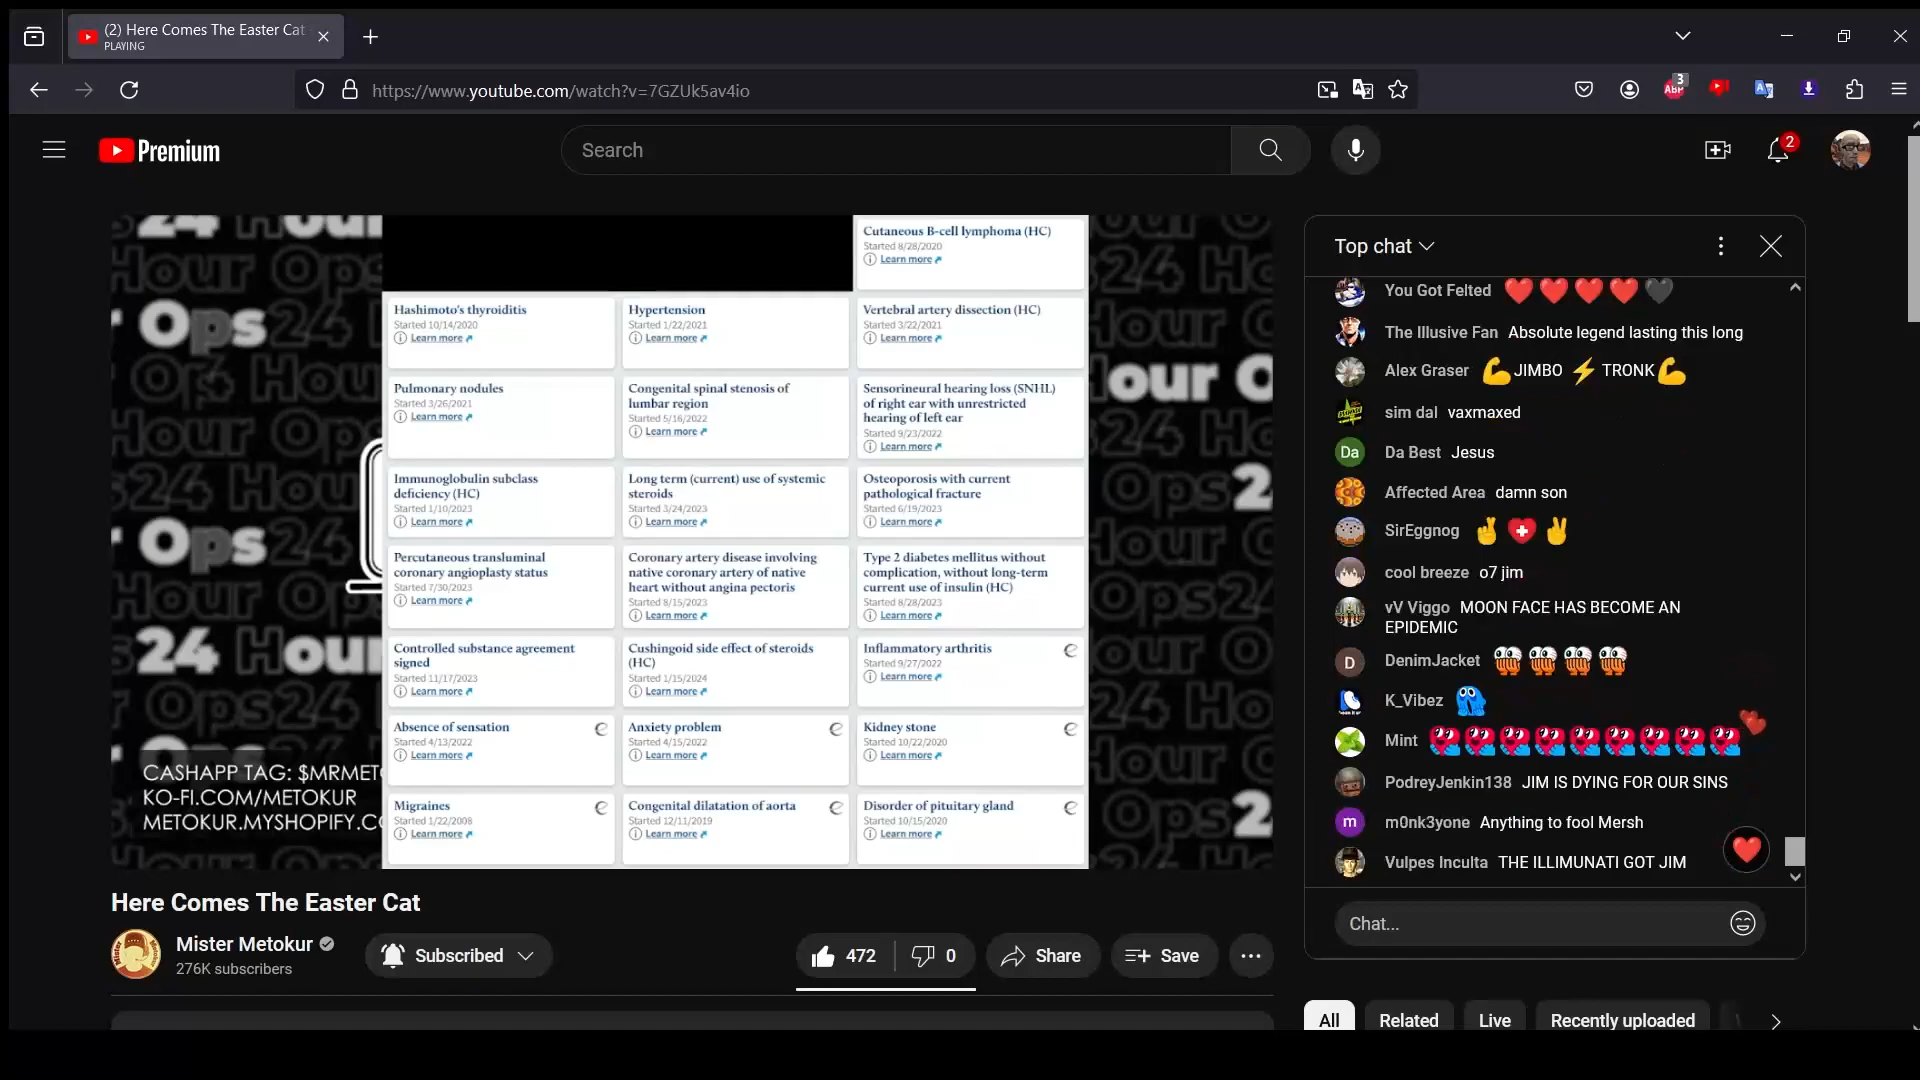 (2) Here Comes The Easter Cat
PLAYING
https://www.youtube.com/watch?v=7GZUk5av4io
3
ABP
Premium
Search
2
Cutaneous B-cell lymphoma (HC)
Started 8/28/2020
Learn more
Hashimoto's thyroiditis
Started 10/14/2020
Learn more
Hypertension
Started 1/22/2021
Learn more
Vertebral artery dissection (HC)
Started 3/22/2021
Learn more
Pulmonary nodules
Started 3/26/2021
Learn more
Congenital spinal stenosis of
lumbar region
Started 5/16/2022
Learn more
Sensorineural hearing loss (SNHL)
of right ear with unrestricted
hearing of left ear
Started 9/23/2022
Learn more
Immunoglobulin subclass
deficiency (HC)
Started 1/10/2023
Learn more
Long term (current) use of systemic
steroids
Started 3/24/2023
Learn more
Osteoporosis with current
pathological fracture
Started 6/19/2023
Learn more
Percutaneous transluminal
coronary angioplasty status
Started 7/30/2023
Learn more
Coronary artery disease involving
native coronary artery of native
heart without angina pectoris
Started 8/15/2023
Learn more
Type 2 diabetes mellitus without
complication, without long-term
current use of insulin (HC)
Started 8/28/2023
Learn more
Controlled substance agreement
signed
Started 11/17/2023
Learn more
Cushingoid side effect of steroids
(HC)
Started 1/15/2024
Learn more
Inflammatory arthritis
Started 9/27/2022
Learn more
Absence of sensation
Started 4/13/2022
Learn more
Anxiety problem
Started 4/15/2022
Learn more
Kidney stone
Started 10/22/2020
Learn more
Migraines
Started 1/22/2008
Learn more
Congenital dilatation of aorta
Started 12/11/2019
Learn more
Disorder of pituitary gland
Started 10/15/2020
Learn more
24 Hour Ops
CASHAPP TAG: $MRMET
KO-FI.COM/METOKUR
METOKUR.MYSHOPIFY.C
Here Comes The Easter Cat
Mister Metokur
276K subscribers
Subscribed
472
0
Share
Save
Top chat
You Got Felted ❤️❤️❤️❤️🖤
The Illusive Fan Absolute legend lasting this long
Alex Graser 💪JIMBO ⚡ TRONK💪
sim dal vaxmaxed
Da Best Jesus
Affected Area damn son
SirEggnog
cool breeze o7 jim
vV Viggo MOON FACE HAS BECOME AN
EPIDEMIC
DenimJacket
K_Vibez
Mint
PodreyJenkin138 JIM IS DYING FOR OUR SINS
m0nk3yone Anything to fool Mersh
Vulpes Inculta THE ILLIMUNATI GOT JIM
Chat...
All
Related
Live
Recently uploaded